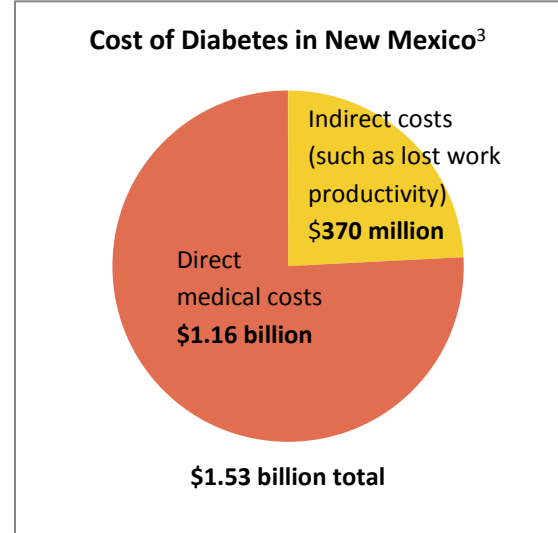 Cost of Diabetes in New Mexico³
Indirect costs
(such as lost work
productivity)
$370 million
Direct
medical costs
$1.16 billion
$1.53 billion total